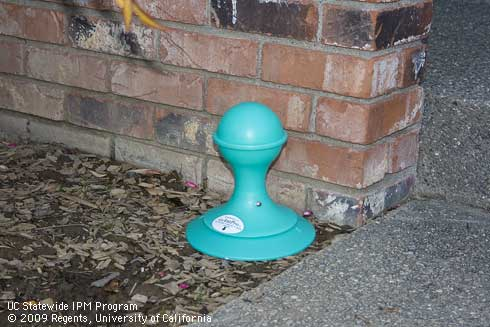 UC Statewide IPM Program
© 2009 Regents, University of California